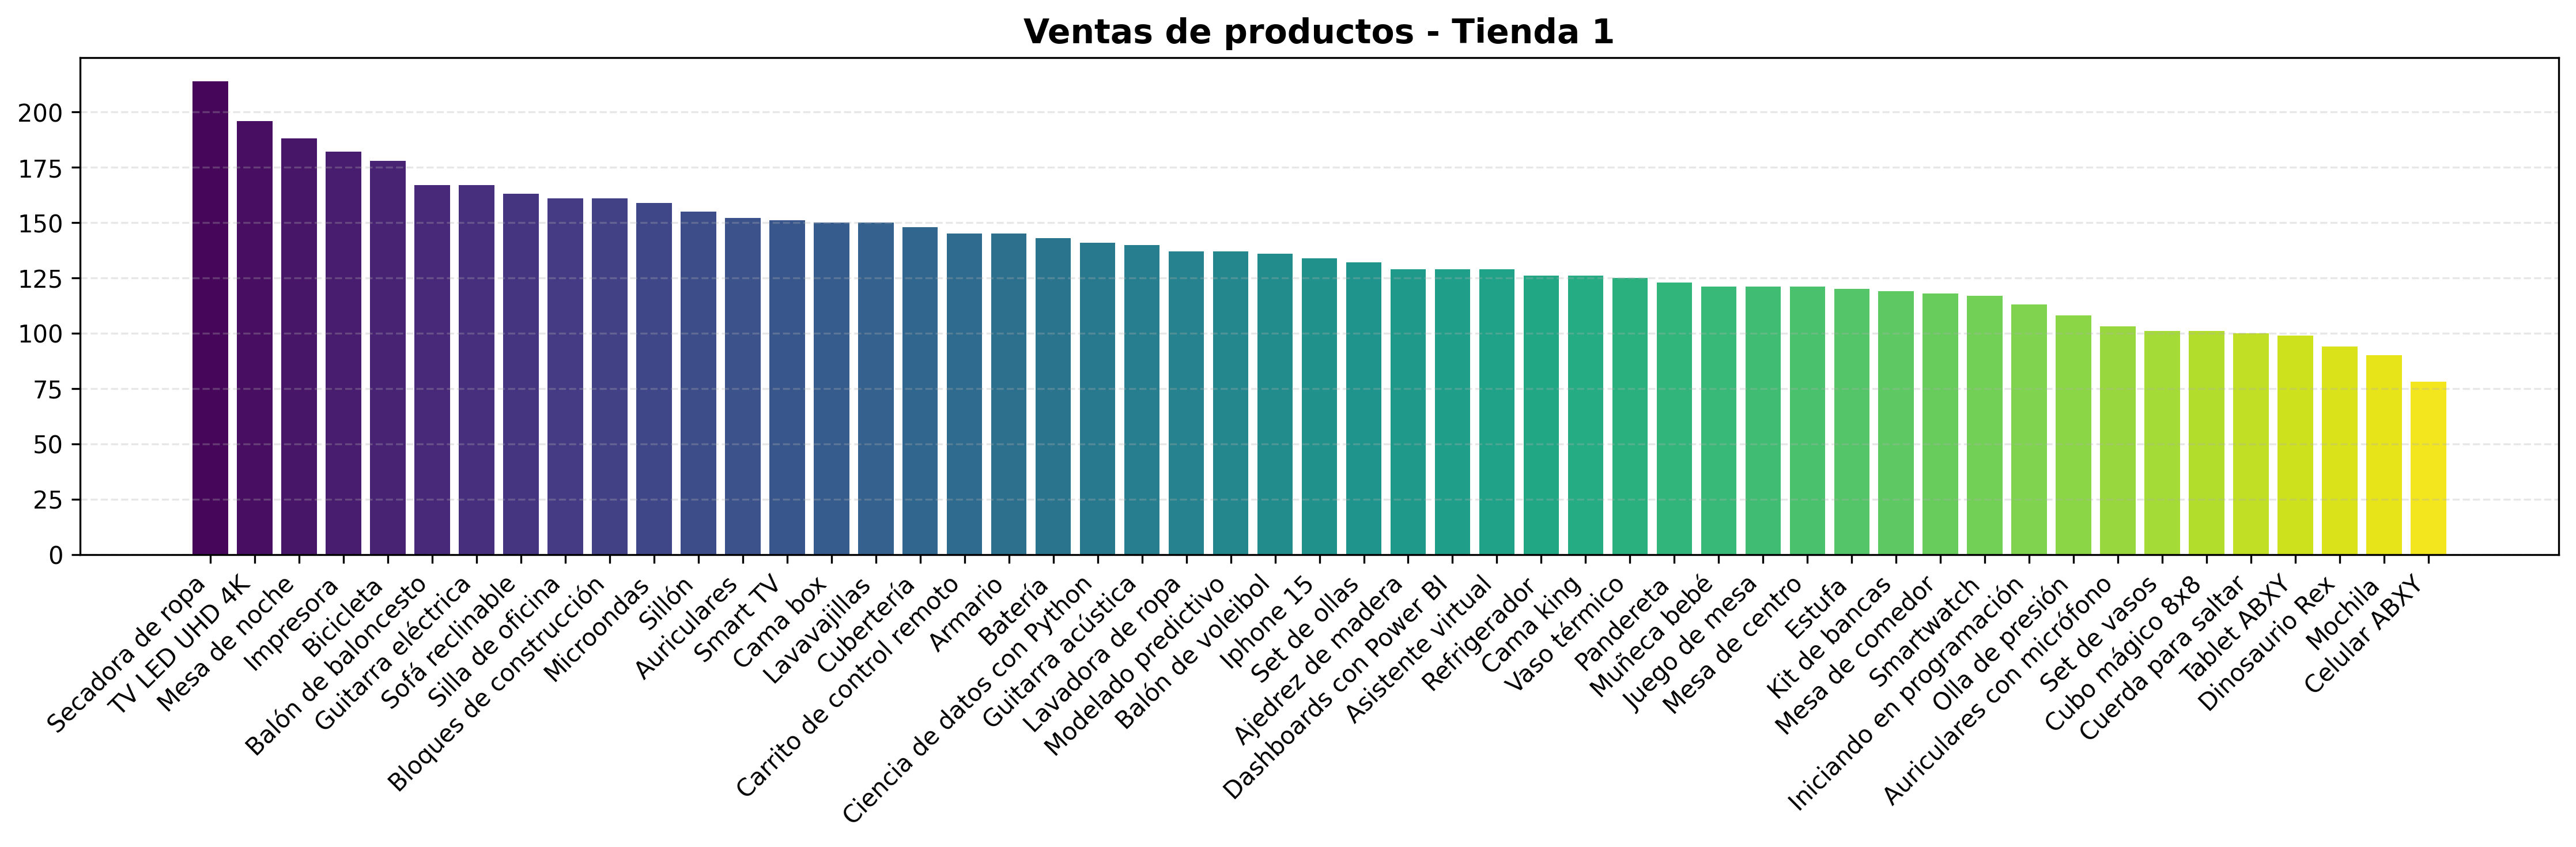 Ventas de productos - Tienda 1
200
175
150
125
100
75
50
25
0
Secadora de ropa
TV LED UHD 4K
Mesa de noche
Impresora
Bicicleta
Balón de baloncesto
Guitarra eléctrica
Sofá reclinable
Silla de oficina
Bloques de construcción
Microondas
Sillón
Auriculares
Smart TV
Cama box
Lavavajillas
Cubertería
Carrito de control remoto
Armario
Batería
Ciencia de datos con Python
Guitarra acústica
Lavadora de ropa
Modelado predictivo
Balón de voleibol
Iphone 15
Set de ollas
Ajedrez de madera
Dashboards con Power BI
Asistente virtual
Refrigerador
Cama king
Vaso térmico
Pandereta
Muñeca bebé
Juego de mesa
Mesa de centro
Estufa
Kit de bancas
Mesa de comedor
Smartwatch
Iniciando en programación
Olla de presión
Auriculares con micrófono
Set de vasos
Cubo mágico 8x8
Cuerda para saltar
Tablet ABXY
Dinosaurio Rex
Mochila
Celular ABXY